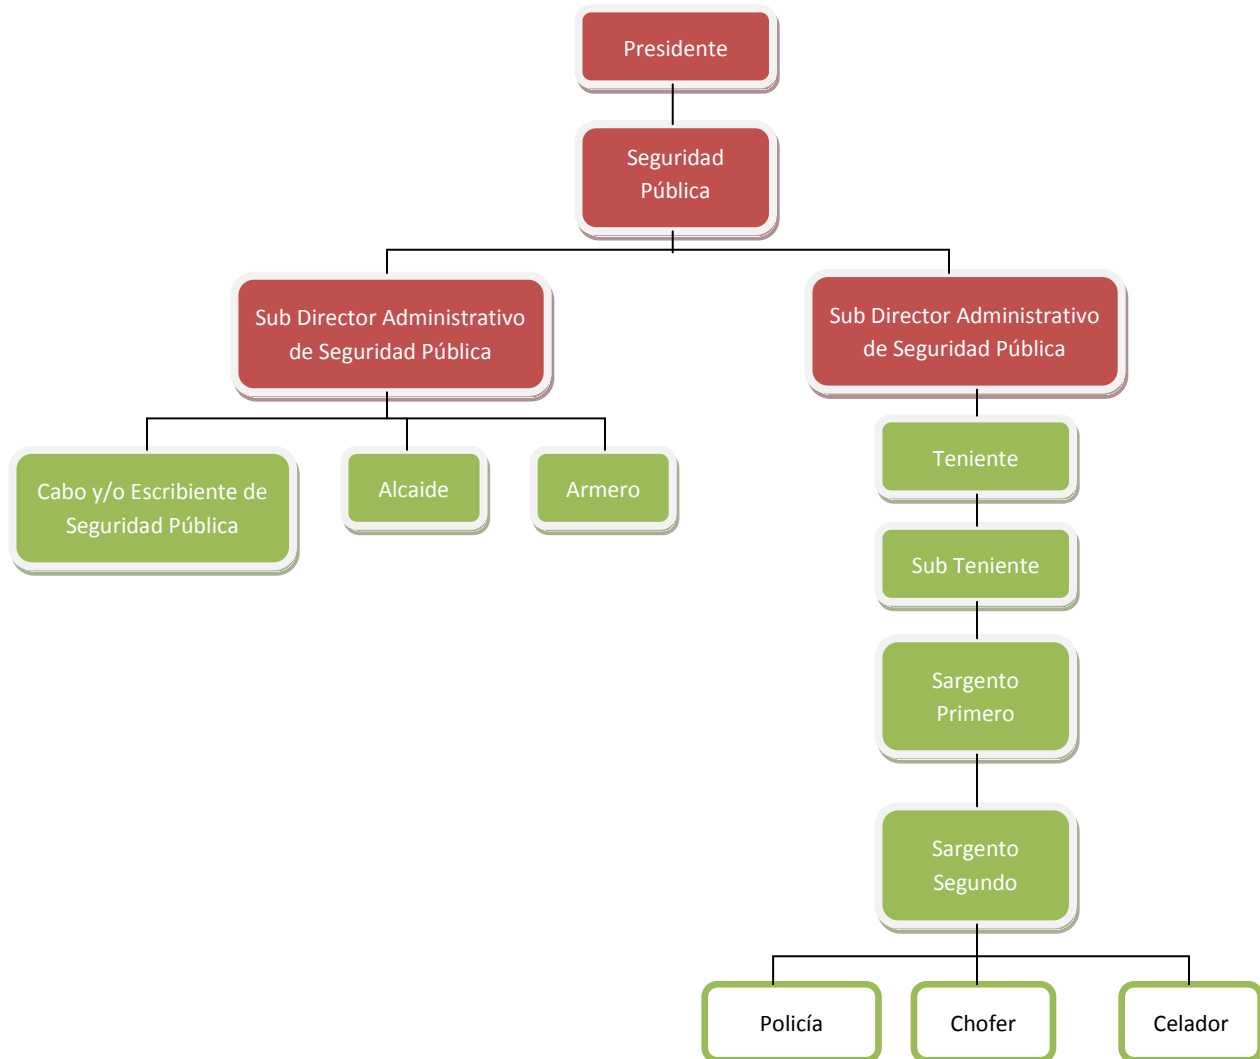 Presidente
Seguridad
Pública
Sub Director Administrativo
de Seguridad Pública
Sub Director Administrativo
de Seguridad Pública
Cabo y/o Escribiente de
Seguridad Pública
Alcaide
Armero
Teniente
Sub Teniente
Sargento
Primero
Sargento
Segundo
Policía
Chofer
Celador